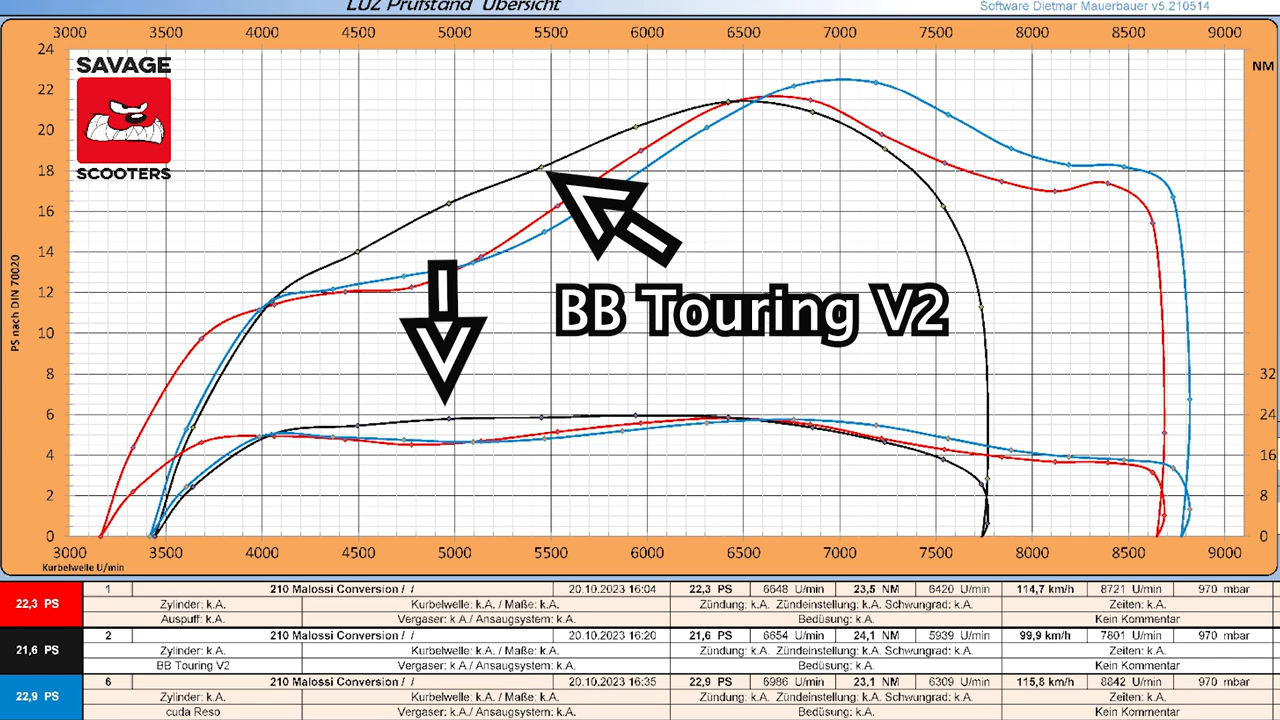 LUZ Prüfstand Übersicht
Software Dietmar Mauerbauer v5.210514
3000 3500 4000 4500 5000 5500 6000 6500 7000 7500 8000 8500 9000
24
SAVAGE
NM
22
20
SCOOTERS
18
16
14
12
BB Touring V2
10
8 32
6 24
4 16
2 8
0 0
PS nach DIN 70020
3000 3500 4000 4500 5000 5500 6000 6500 7000 7500 8000 8500 9000
Kurbelwelle U/min
22,3 PS
1 210 Malossi Conversion / / 20.10.2023 16:04 22,3 PS 6648 U/min 23,5 NM 6420 U/min 114,7 km/h 8721 U/min 970 mbar
Zylinder: k.A. Kurbelwelle: k.A. / Maße: k.A. Zündung: k.A. Zündeinstellung: k.A. Schwungrad: k.A. Zeiten: k.A.
Auspuff: k.A. Vergaser: k.A./ Ansaugsystem: k.A. Bedüsung: k.A. Kein Kommentar
21,6 PS
2 210 Malossi Conversion / / 20.10.2023 16:20 21,6 PS 6654 U/min 24,1 NM 5939 U/min 99,9 km/h 7801 U/min 970 mbar
Zylinder: k.A. Kurbelwelle: k.A. / Maße: k.A. Zündung: k.A. Zündeinstellung: k.A. Schwungrad: k.A. Zeiten: k.A.
BB Touring V2 Vergaser: k.A./ Ansaugsystem: k.A. Bedüsung: k.A. Kein Kommentar
22,9 PS
6 210 Malossi Conversion / / 20.10.2023 16:35 22,9 PS 6986 U/min 23,1 NM 6309 U/min 115,8 km/h 8842 U/min 970 mbar
Zylinder: k.A. Kurbelwelle: k.A. / Maße: k.A. Zündung: k.A. Zündeinstellung: k.A. Schwungrad: k.A. Zeiten: k.A.
cuda Reso Vergaser: k.A./ Ansaugsystem: k.A. Bedüsung: k.A. Kein Kommentar